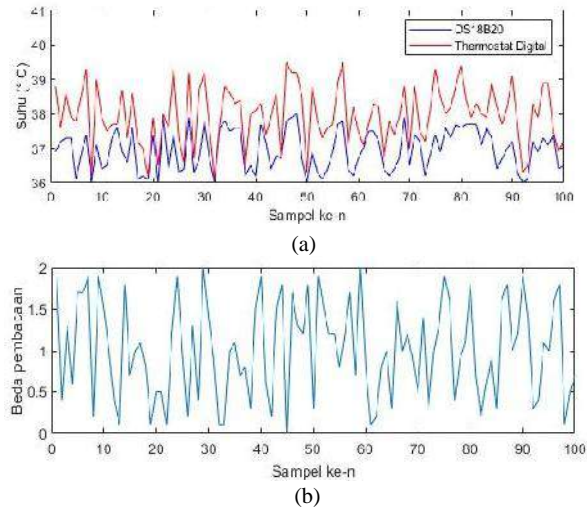 41
40
39
38
37
36
Suhu (° C)
DS18B20
Thermostat Digital
0 10 20 30 40 50 60 70 80 90 100
Sampel ke-n
(a)
2
1.5
1
0.5
0
Beda pembacaan
0 10 20 30 40 50 60 70 80 90 100
Sampel ke-n
(b)